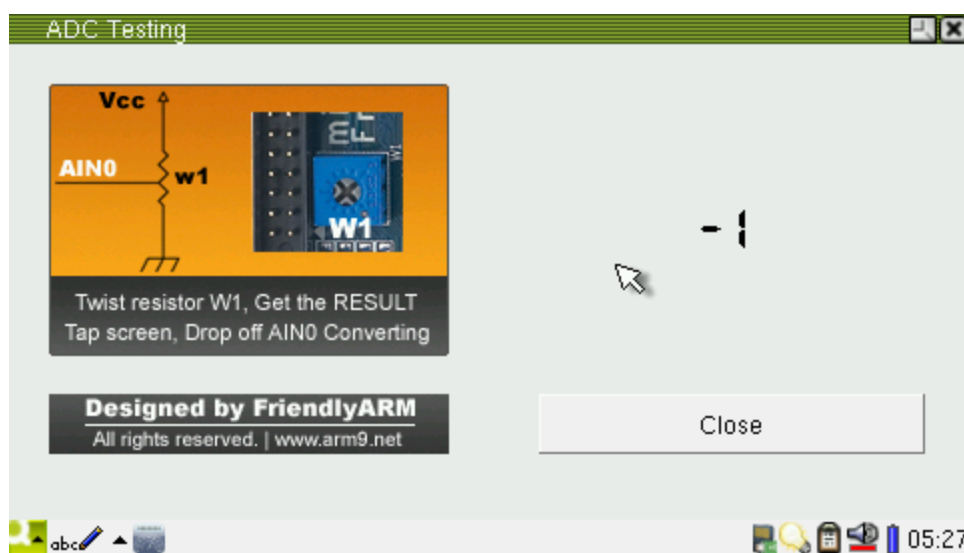 ADC Testing
Vcc
AIN0
w1
W1
W1
Twist resistor W1, Get the RESULT
Tap screen, Drop off AIN0 Converting
-1
Designed by FriendlyARM
All rights reserved. | www.arm9.net
Close
abc
05:27